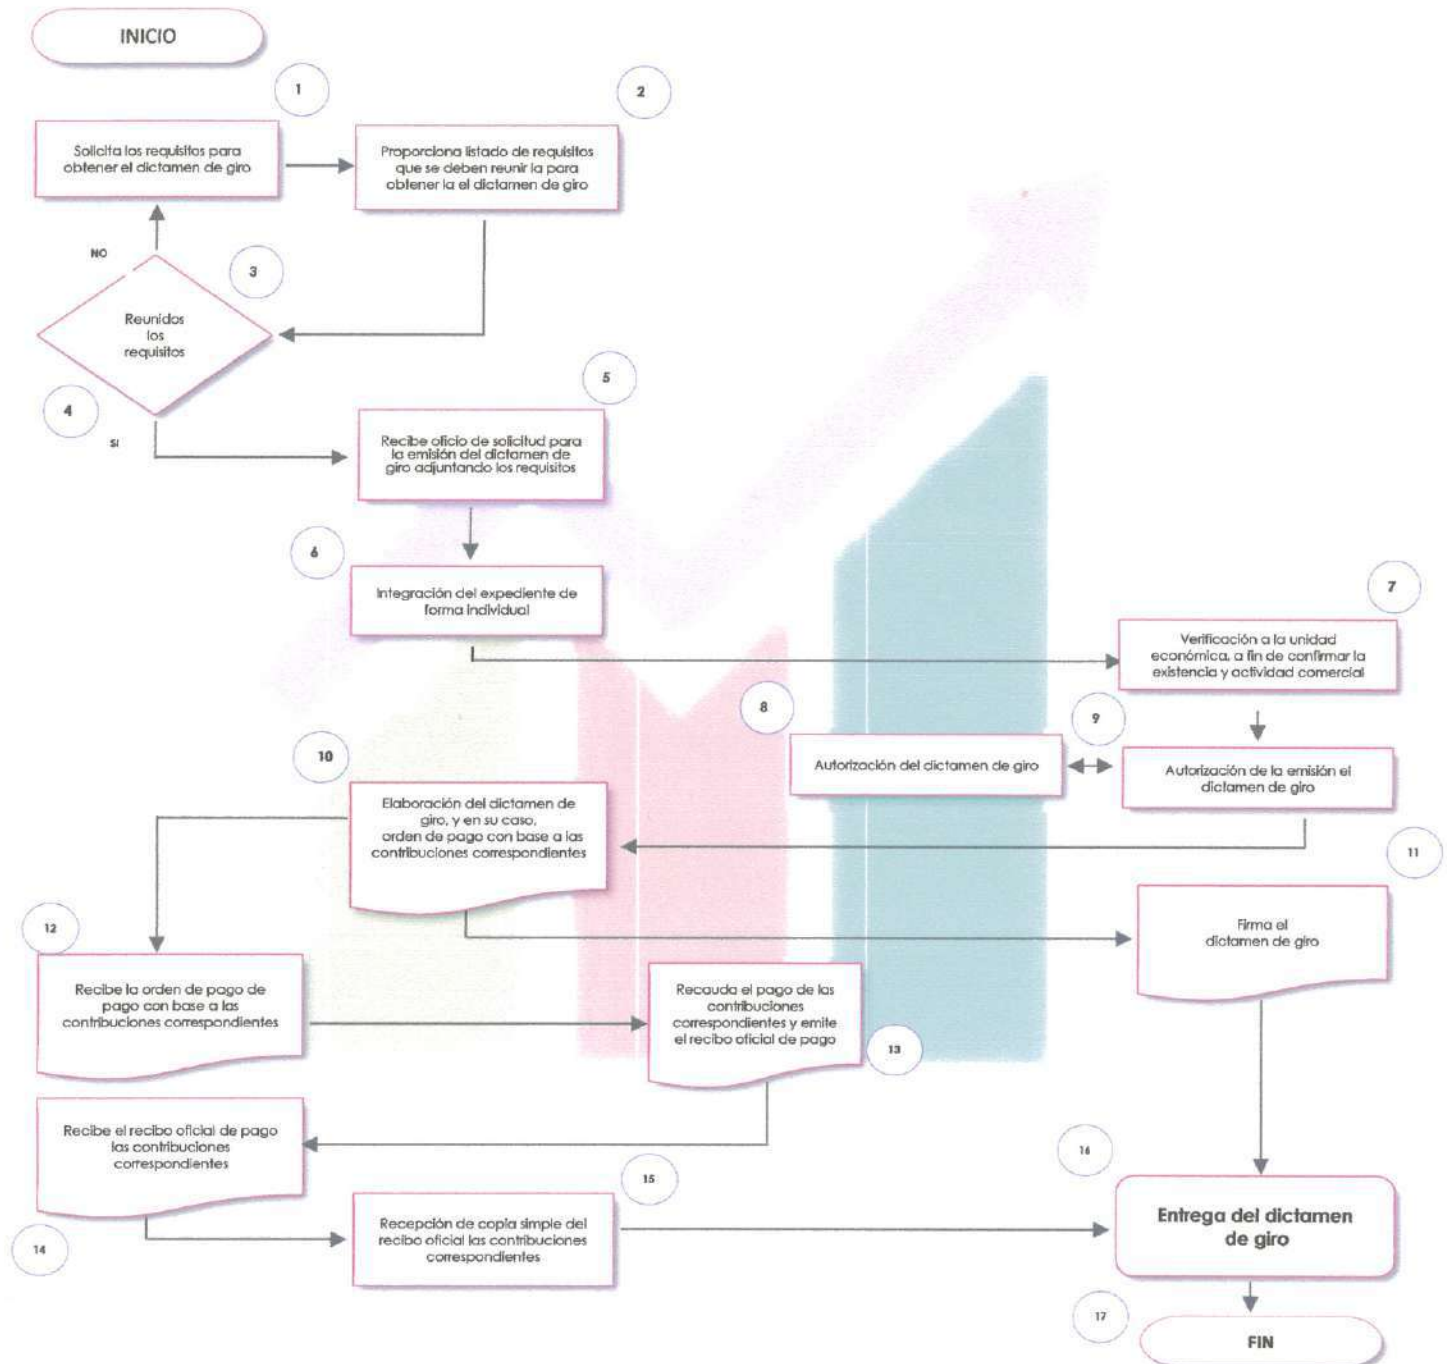 INICIO
1
2
Solicita los requisitos para
obtener el dictamen de giro
Proporciona listado de requisitos
que se deben reunir la para
obtener la el dictamen de giro
NO
3
Reunidos
los
requisitos
4
SI
5
Recibe oficio de solicitud para
la emisión del dictamen de
giro adjuntando los requisitos
6
Integración del expediente de
forma individual
7
Verificación a la unidad
económica, a fin de confirmar la
existencia y actividad comercial
8
9
Autorización del dictamen de giro
Autorización de la emisión el
dictamen de giro
10
Elaboración del dictamen de
giro, y en su caso,
orden de pago con base a las
contribuciones correspondientes
11
Firma el
dictamen de giro
12
Recibe la orden de pago de
pago con base a las
contribuciones correspondientes
Recauda el pago de las
contribuciones
correspondientes y emite
el recibo oficial de pago
13
Recibe el recibo oficial de pago
las contribuciones
correspondientes
14
15
Recepción de copia simple del
recibo oficial las contribuciones
correspondientes
16
Entrega del dictamen
de giro
17
FIN